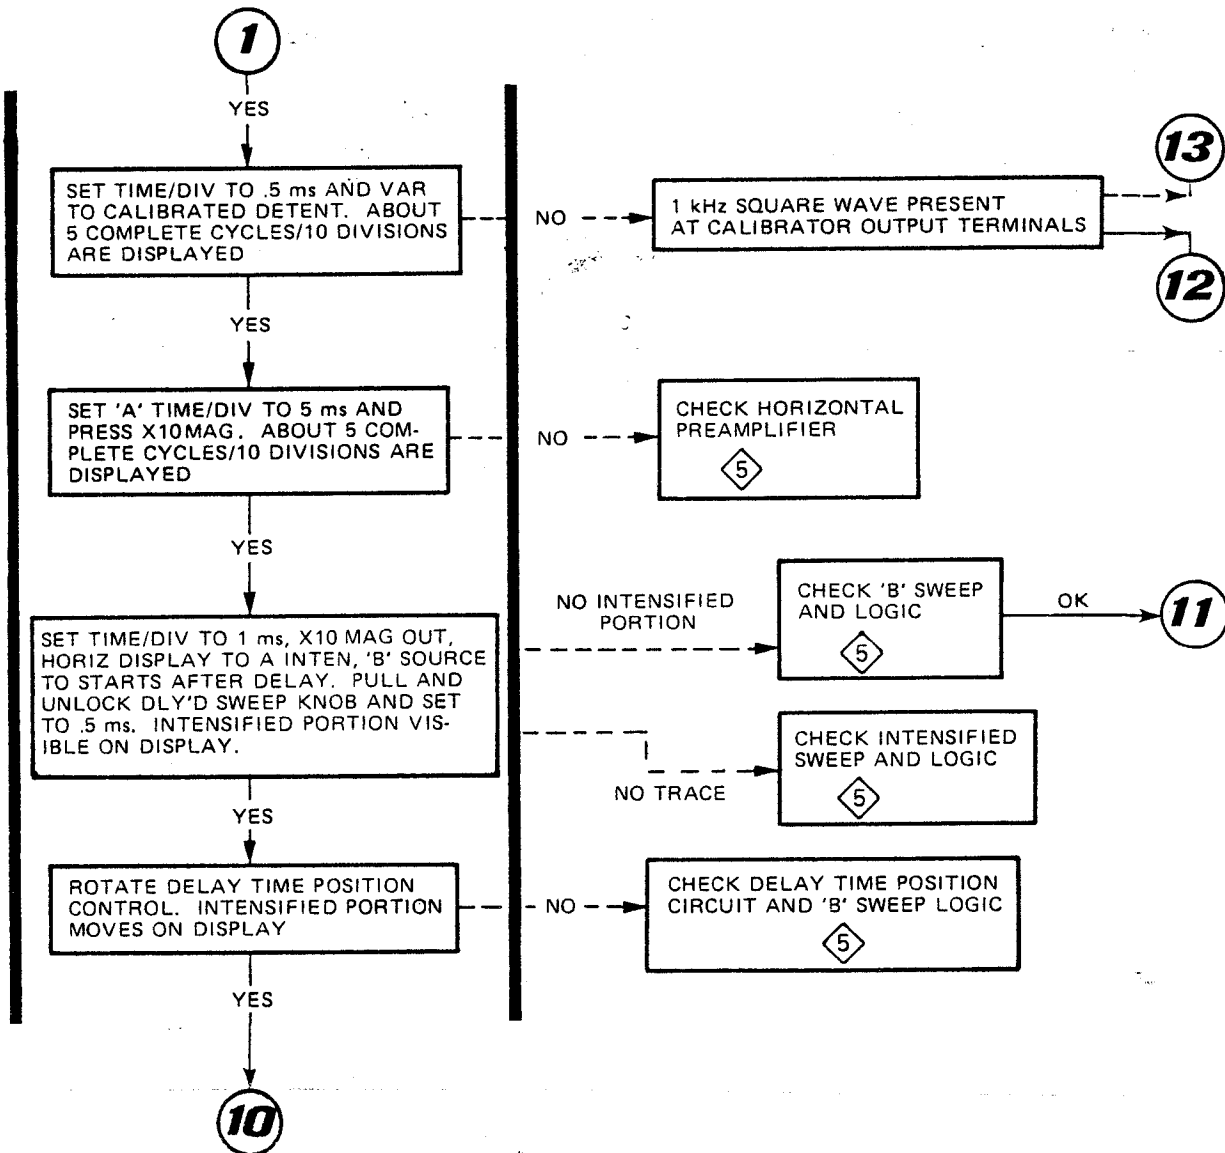 1
YES
SET TIME/DIV TO .5 ms AND VAR
TO CALIBRATED DETENT. ABOUT
5 COMPLETE CYCLES/10 DIVISIONS
ARE DISPLAYED
NO
1 kHz SQUARE WAVE PRESENT
AT CALIBRATOR OUTPUT TERMINALS
13
12
YES
SET 'A' TIME/DIV TO 5 ms AND
PRESS X10 MAG. ABOUT 5 COM-
PLETE CYCLES/10 DIVISIONS ARE
DISPLAYED
NO
CHECK HORIZONTAL
PREAMPLIFIER
5
YES
SET TIME/DIV TO 1 ms, X10 MAG OUT,
HORIZ DISPLAY TO A INTEN, 'B' SOURCE
TO STARTS AFTER DELAY. PULL AND
UNLOCK DLY'D SWEEP KNOB AND SET
TO .5 ms. INTENSIFIED PORTION VIS-
IBLE ON DISPLAY.
NO INTENSIFIED
PORTION
CHECK 'B' SWEEP
AND LOGIC
5
OK
11
NO TRACE
CHECK INTENSIFIED
SWEEP AND LOGIC
5
YES
ROTATE DELAY TIME POSITION
CONTROL. INTENSIFIED PORTION
MOVES ON DISPLAY
NO
CHECK DELAY TIME POSITION
CIRCUIT AND 'B' SWEEP LOGIC
5
YES
10